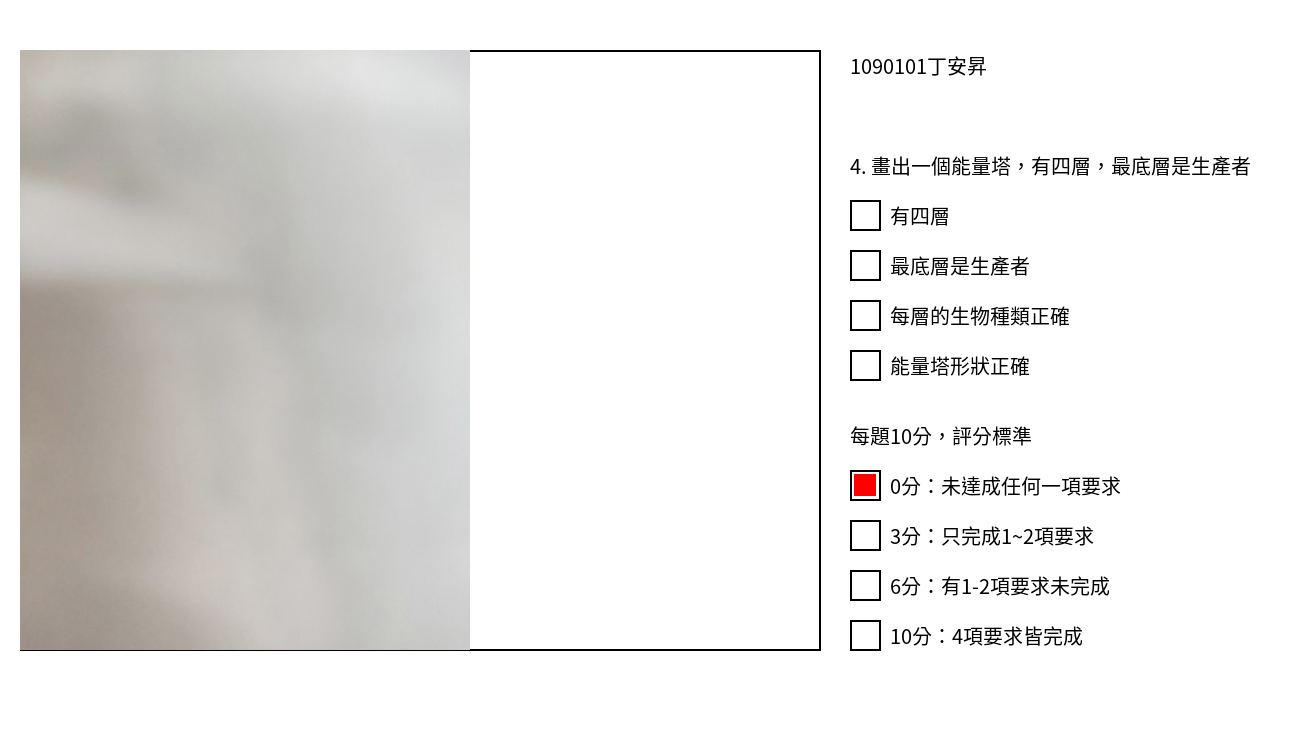 1090101丁安昇
4. 畫出一個能量塔，有四層，最底層是生產者
有四層
最底層是生產者
每層的生物種類正確
能量塔形狀正確
每題10分，評分標準
0分：未達成任何一項要求
3分：只完成1~2項要求
6分：有1-2項要求未完成
10分：4項要求皆完成